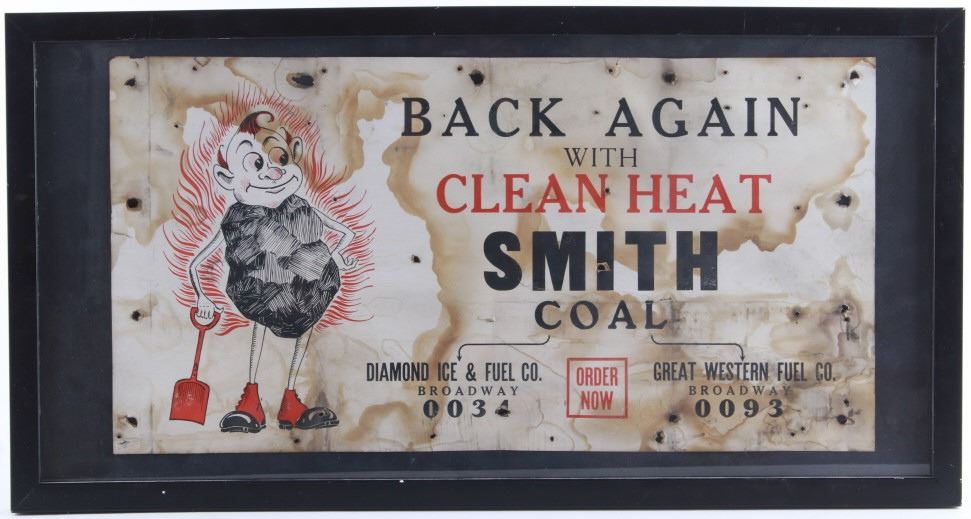 BACK AGAIN
WITH
CLEAN HEAT
SMITH
COAL
DIAMOND ICE & FUEL CO.
BROADWAY
ORDER
NOW
GREAT WESTERN FUEL CO.
BROADWAY
0093